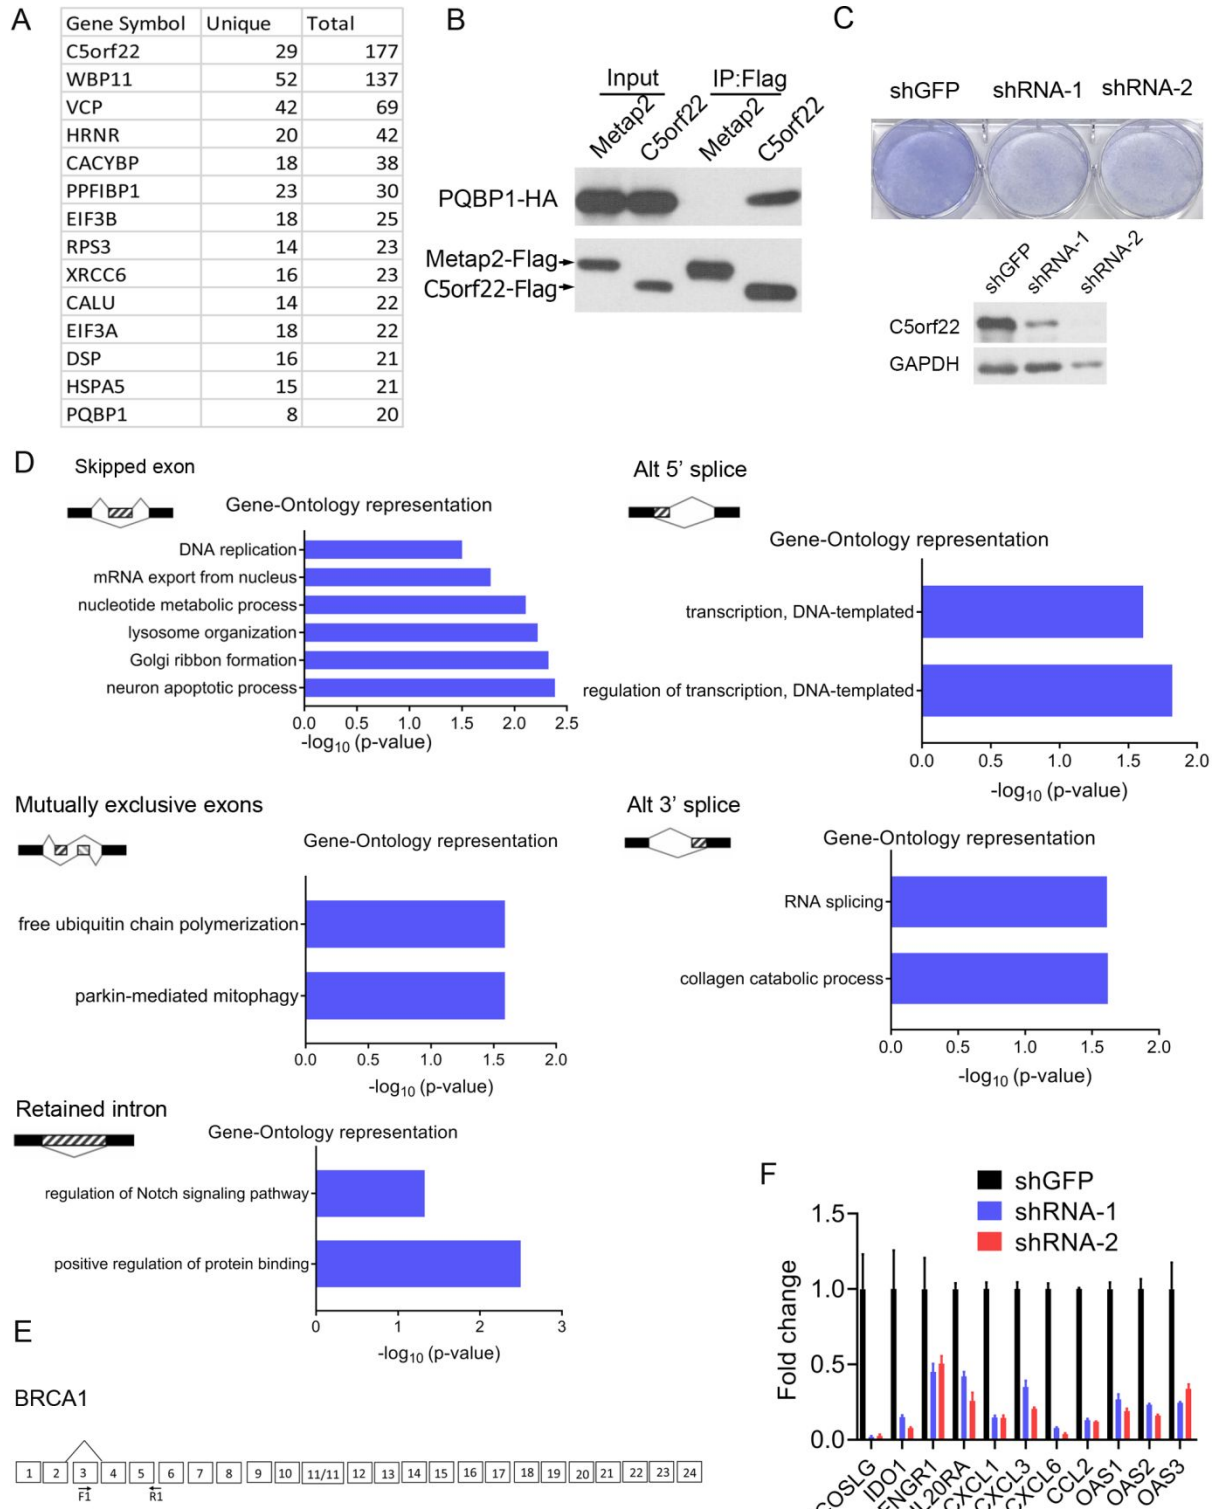 A
Gene Symbol Unique Total
C5orf22 29 177
WBP11 52 137
VCP 42 69
HRNR 20 42
CACYBP 18 38
PPFIBP1 23 30
EIF3B 18 25
RPS3 14 23
XRCC6 16 23
CALU 14 22
EIF3A 18 22
DSP 16 21
HSPA5 15 21
PQBP1 8 20
B
Input IP:Flag
Metap2 C5orf22 Metap2 C5orf22
PQBP1-HA
Metap2-Flag
C5orf22-Flag
C
shGFP shRNA-1 shRNA-2
shGFP shRNA-1 shRNA-2
C5orf22
GAPDH
D
Skipped exon
Gene-Ontology representation
DNA replication
mRNA export from nucleus
nucleotide metabolic process
lysosome organization
Golgi ribbon formation
neuron apoptotic process
0.0 0.5 1.0 1.5 2.0 2.5
-log10 (p-value)
Alt 5' splice
Gene-Ontology representation
transcription, DNA-templated
regulation of transcription, DNA-templated
0.0 0.5 1.0 1.5 2.0
-log10 (p-value)
Mutually exclusive exons
Gene-Ontology representation
free ubiquitin chain polymerization
parkin-mediated mitophagy
0.0 0.5 1.0 1.5 2.0
-log10 (p-value)
Alt 3' splice
Gene-Ontology representation
RNA splicing
collagen catabolic process
0.0 0.5 1.0 1.5 2.0
-log10 (p-value)
Retained intron
Gene-Ontology representation
regulation of Notch signaling pathway
positive regulation of protein binding
0 1 2 3
-log10 (p-value)
E
BRCA1
1 2 3 4 5 6 7 8 9 10 11/11 12 13 14 15 16 17 18 19 20 21 22 23 24
F1 R1
F
shGFP
shRNA-1
shRNA-2
Fold change
1.5
1.0
0.5
0.0
IDO1 CXCL1 CXCL3 CXCL6 CCL2 OAS1 OAS2 OAS3